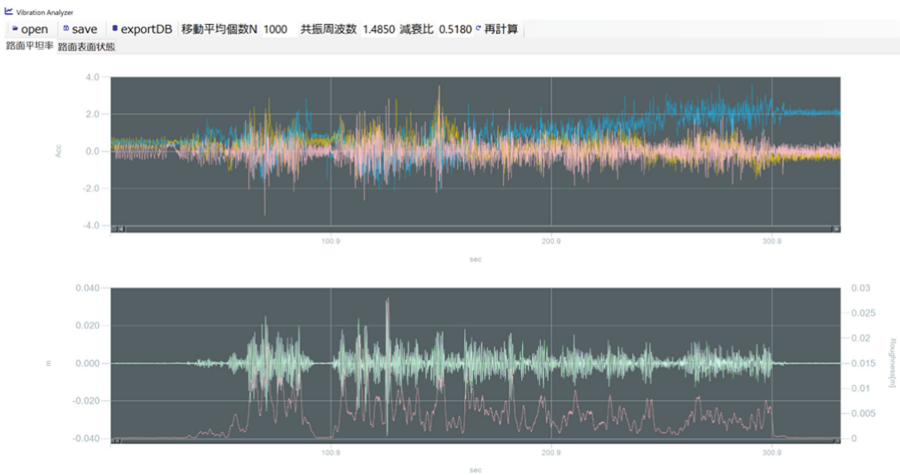 Vibration Analyzer
open save exportDB 移動平均個数N 1000 共振周波数 1.4850 減衰比 0.5180 再計算
路面平坦率 路面表面状態
4.0
2.0
Acc
0.0
-2.0
-4.0
100.9 200.9 300.8
sec
0.040 0.03
0.025
0.020
0.02
m 0.000 0.015 Roughness[m]
0.01
-0.020
0.005
-0.040 0
100.9 200.9 300.8
sec